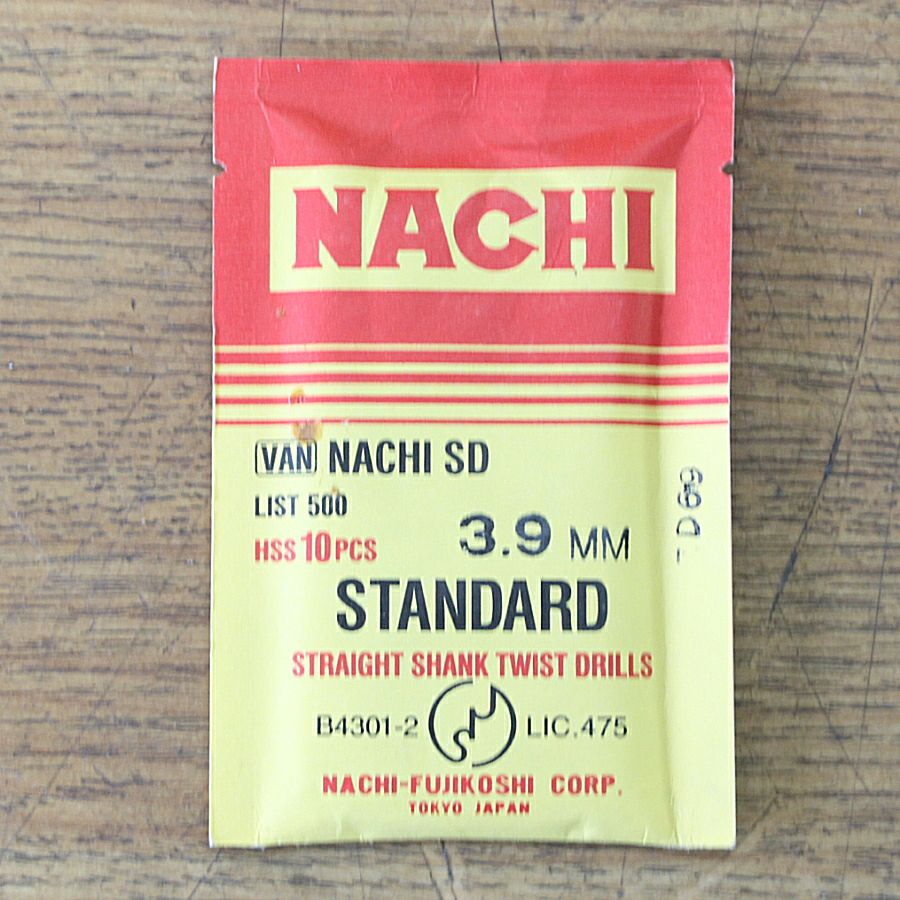 NACHI
VAN NACHI SD
LIST 500
HSS 10 PCS
3.9 MM
STANDARD
STRAIGHT SHANK TWIST DRILLS
B4301-2 LIC.475
NACHI-FUJIKOSHI CORP.
TOKYO JAPAN